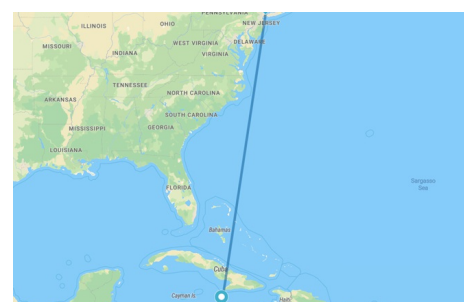 PENNSYLVANIA
ILLINOIS
OHIO
NEW JERSEY
MISSOURI
INDIANA
WEST VIRGINIA
DELAWARE
VIRGINIA
TENNESSEE
NORTH CAROLINA
ARKANSAS
SOUTH CAROLINA
MISSISSIPPI
GEORGIA
LOUISIANA
Sargasso
Sea
FLORIDA
Bahamas
Cuba
Cayman Is.
Haiti